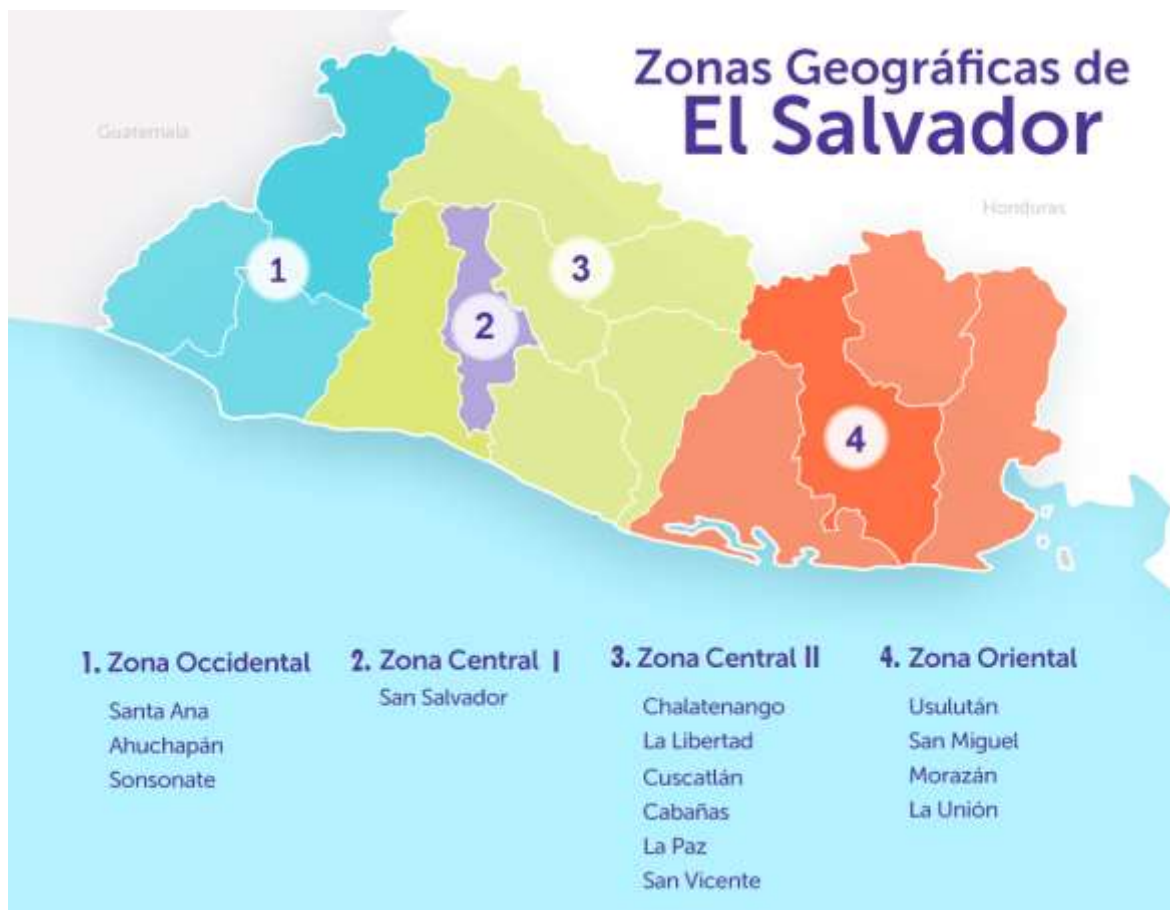 Zonas Geográficas de
El Salvador
Guatemala
Honduras
1
2
3
4
1. Zona Occidental
Santa Ana
Ahuchapán
Sonsonate
2. Zona Central I
San Salvador
3. Zona Central II
Chalatenango
La Libertad
Cuscatlán
Cabañas
La Paz
San Vicente
4. Zona Oriental
Usulután
San Miguel
Morazán
La Unión